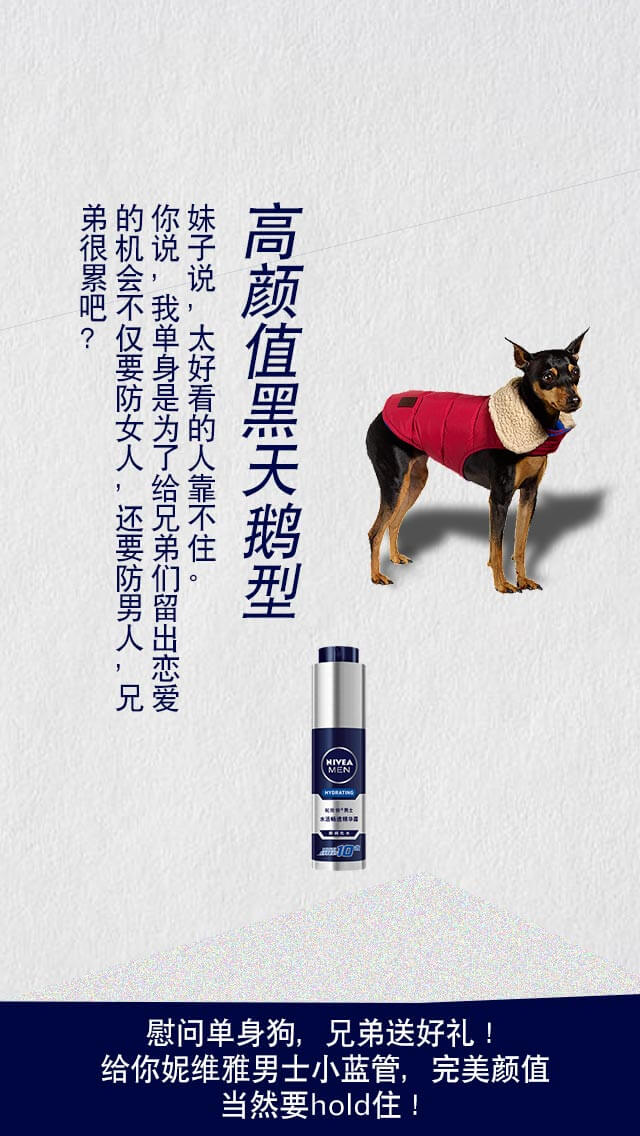 高颜值黑天鹅型
妹子说，太好看的人靠不住。
你说，我单身是为了给兄弟们留出恋爱
的机会不仅要防女人，还要防男人，兄
弟很累吧？
NIVEA
MEN
HYDRATING
水活畅透精华露
10
慰问单身狗，兄弟送好礼！
给你妮维雅男士小蓝管，完美颜值
当然要hold住！